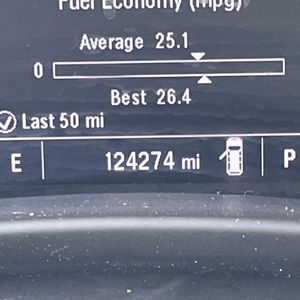 Fuel Economy (mpg)
Average 25.1
0
Best 26.4
Last 50 mi
E 124274 mi P